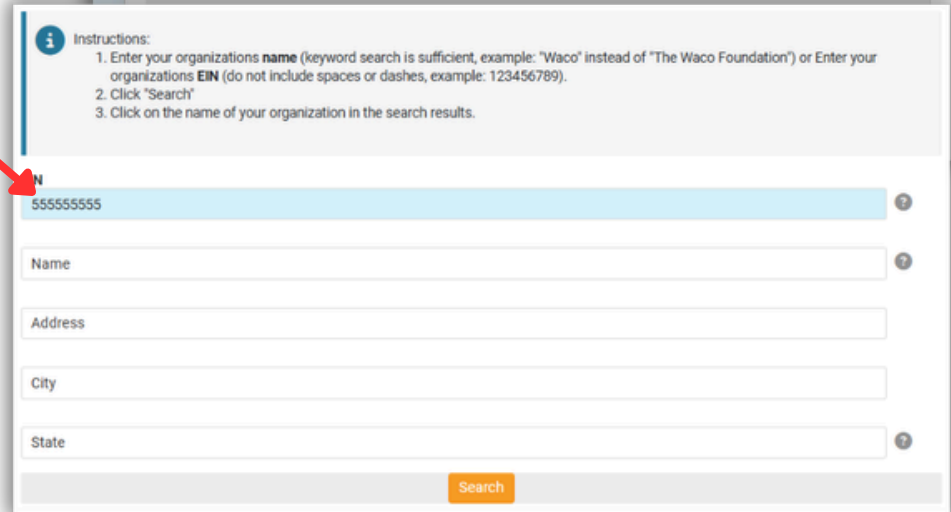 Instructions:
1. Enter your organizations name (keyword search is sufficient, example: "Waco" instead of "The Waco Foundation") or Enter your
organizations EIN (do not include spaces or dashes, example: 123456789).
2. Click "Search"
3. Click on the name of your organization in the search results.
N
555555555
Name
Address
City
State
Search